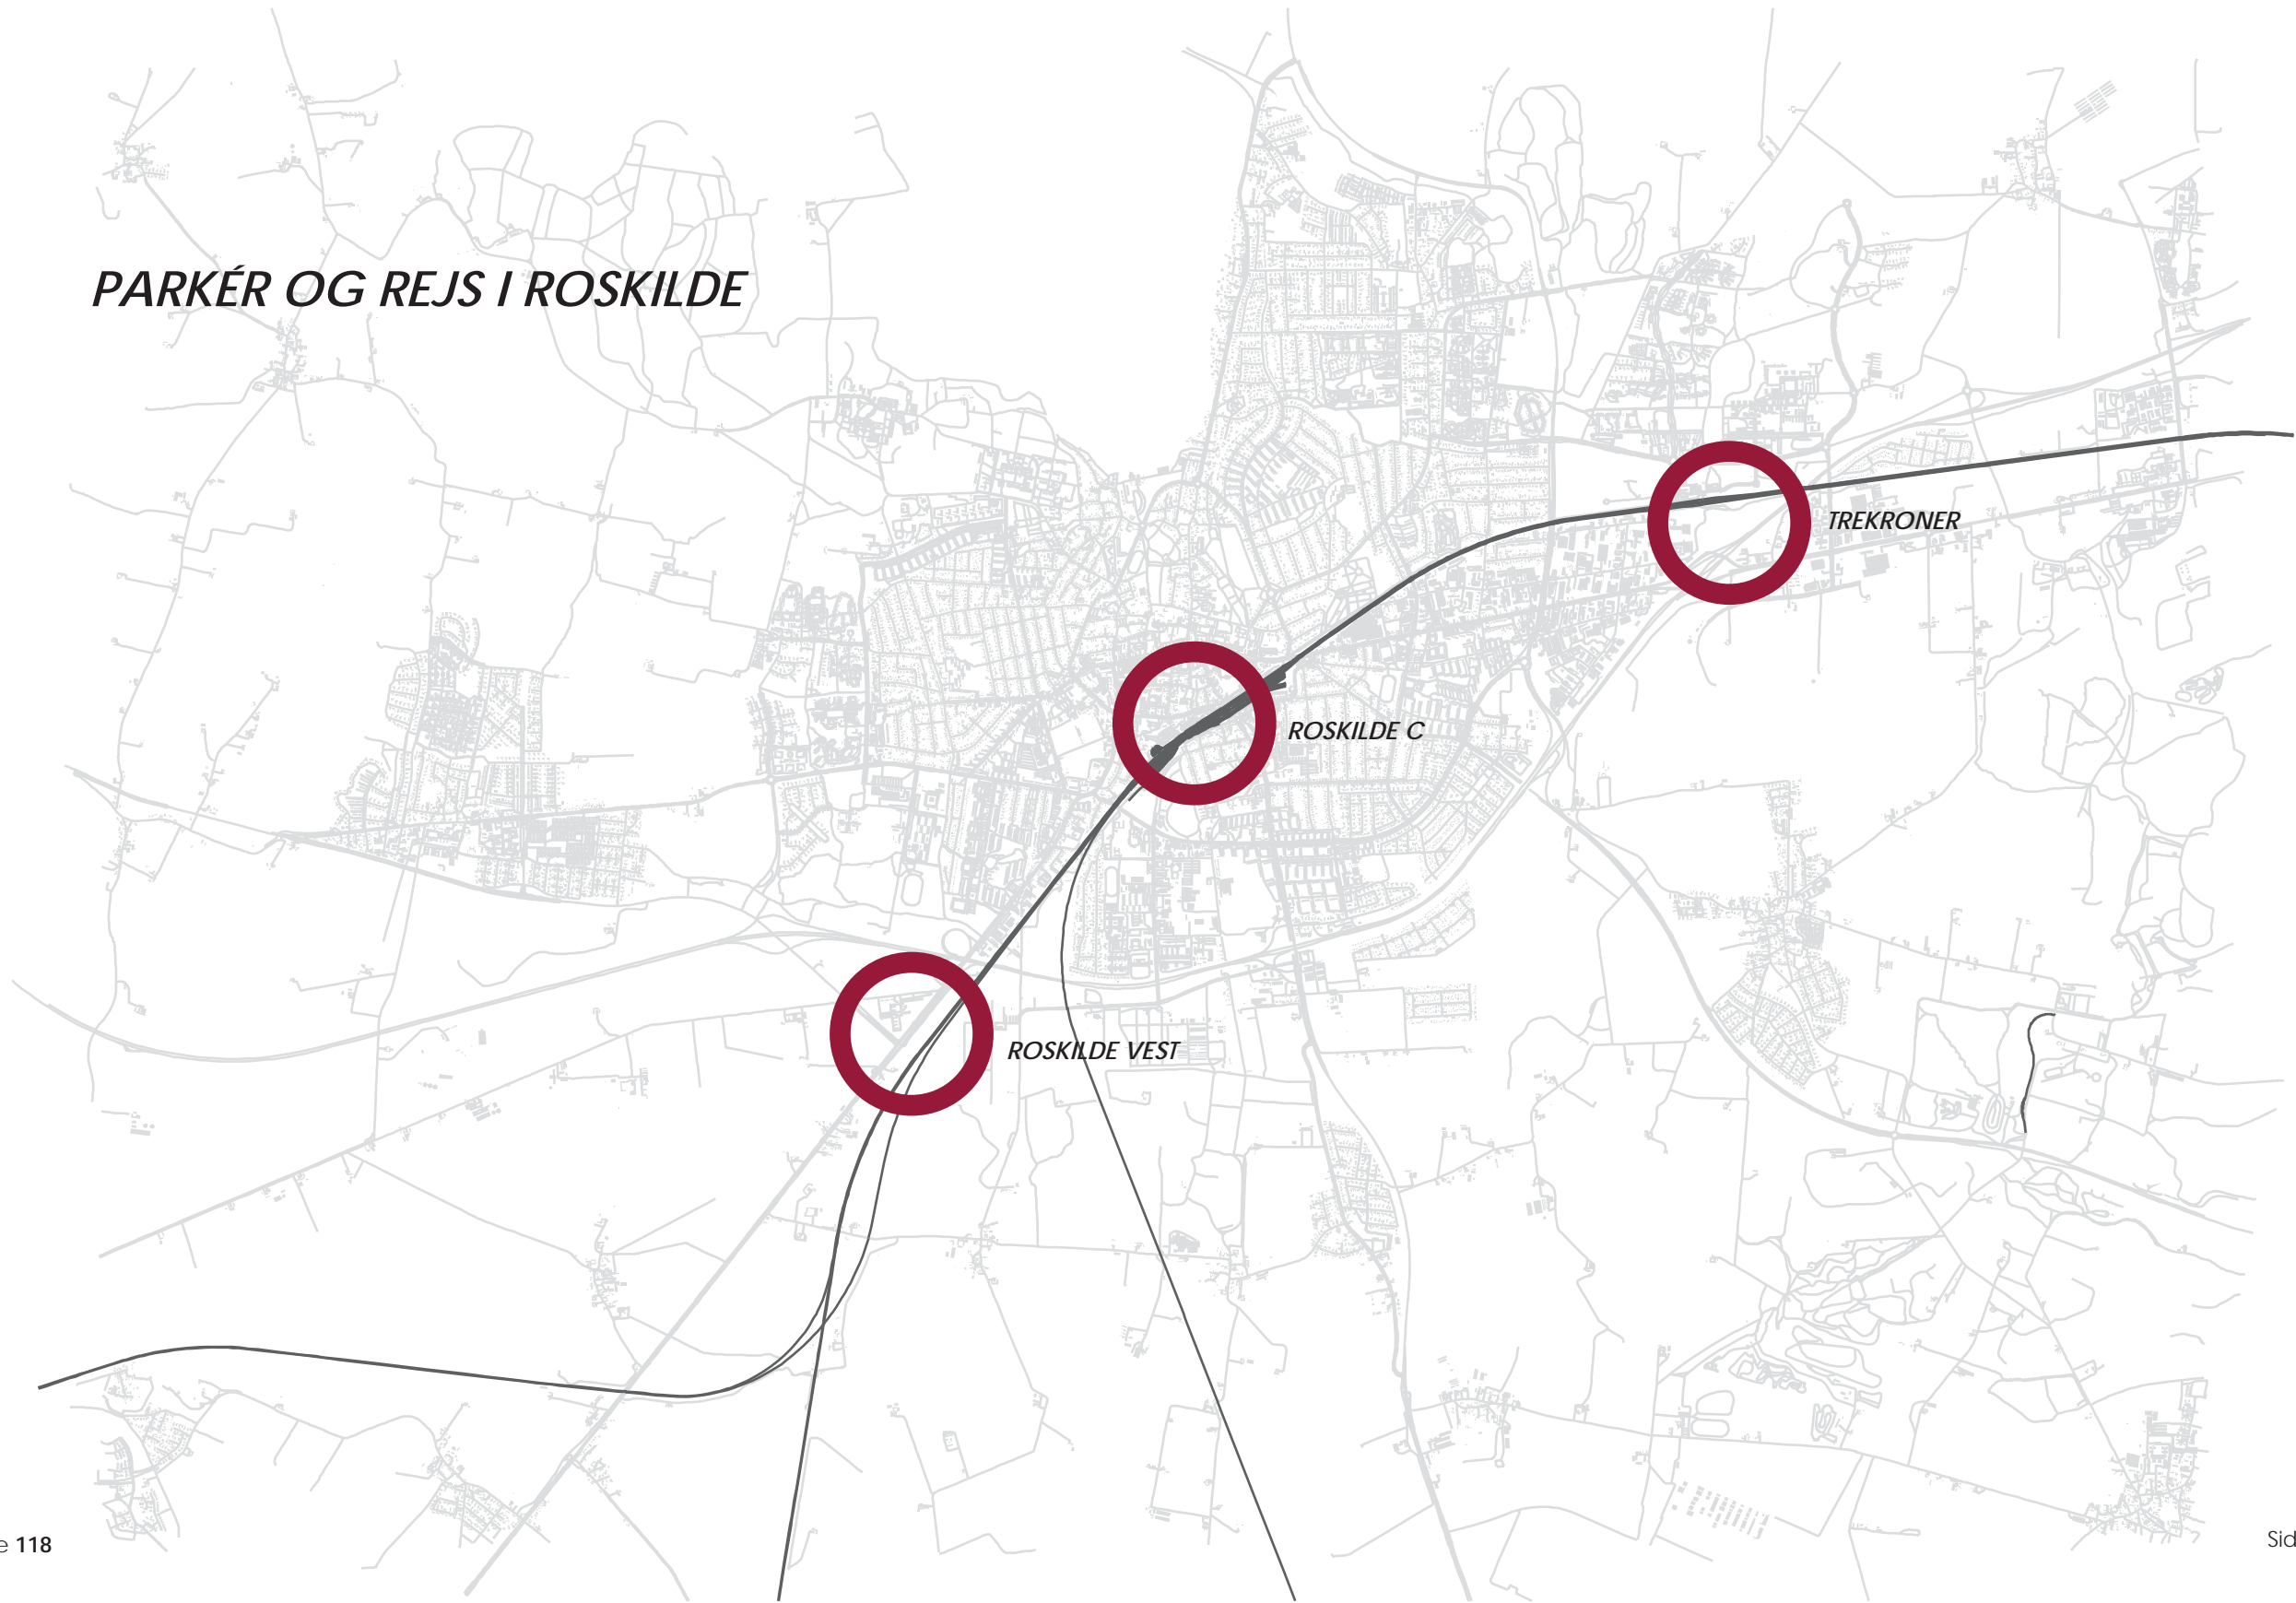 PARKÉR OG REJS I ROSKILDE
TREKRONER
ROSKILDE C
ROSKILDE VEST
e 118
Sid